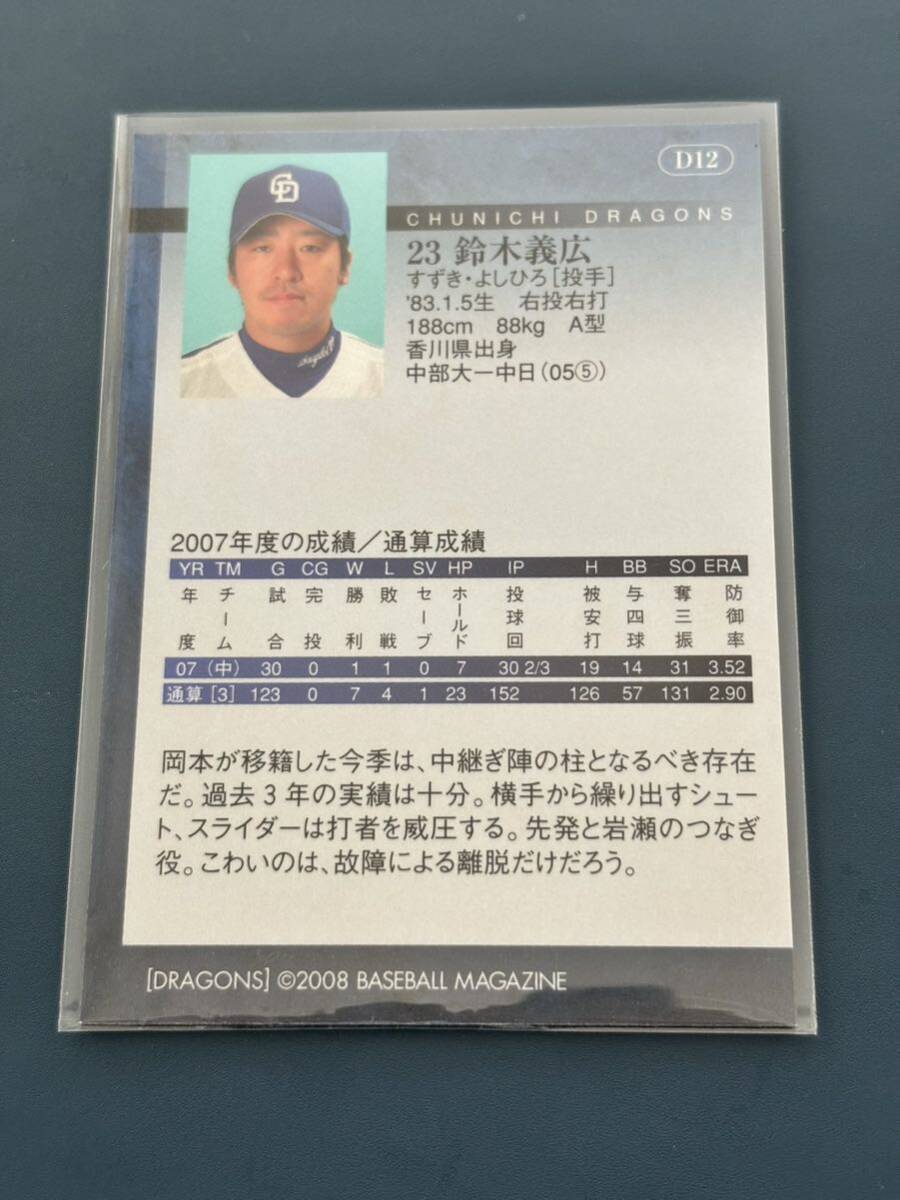 D12
CHUNICHI DRAGONS
23 鈴木義広
すずき・よしひろ[投手]
'83.1.5生 右投右打
188cm 88kg A型
香川県出身
中部大ー中日(05⑤)
2007年度の成績／通算成績
YR TM G CG W L SV HP IP H BB SO ERA
年度 チーム 試合 完投 勝利 敗戦 セーブ ホールド 投球回 被安打 与四球 奪三振 防御率
07 (中) 30 0 1 1 0 7 30 2/3 19 14 31 3.52
通算 [3] 123 0 7 4 1 23 152 126 57 131 2.90
岡本が移籍した今季は、中継ぎ陣の柱となるべき存在
だ。過去3年の実績は十分。横手から繰り出すシュー
ト、スライダーは打者を威圧する。先発と岩瀬のつなぎ
役。こわいのは、故障による離脱だけだろう。
[DRAGONS] ©2008 BASEBALL MAGAZINE